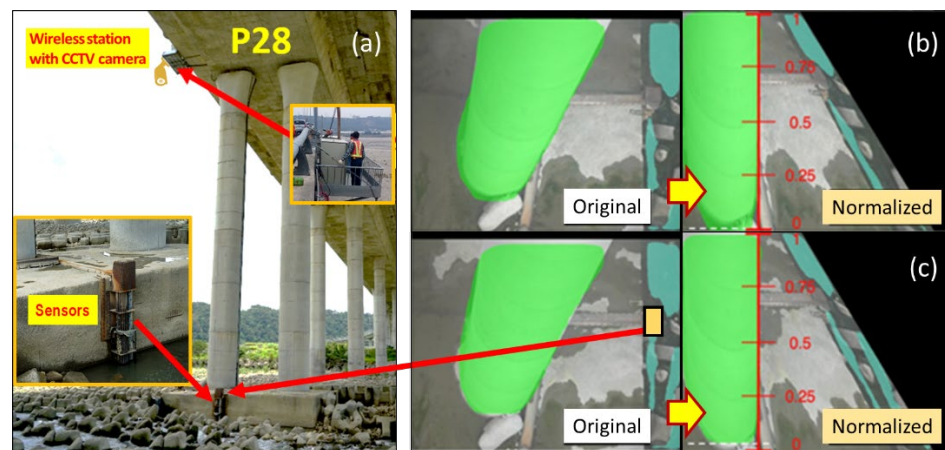 Wireless station
with CCTV camera
P28
(a)
Sensors
(b)
1
0.75
0.5
0.25
0
Original
Normalized
(c)
1
0.75
0.5
0.25
0
Original
Normalized